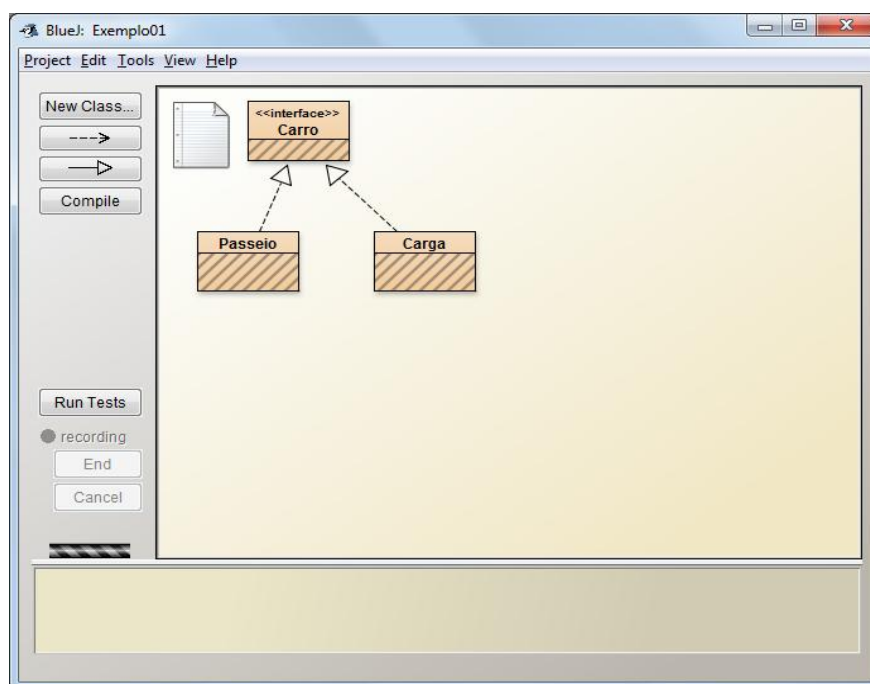 BlueJ: Exemplo01
Project Edit Tools View Help
New Class...
Compile
<<interface>>
Carro
Passeio
Carga
Run Tests
recording
End
Cancel